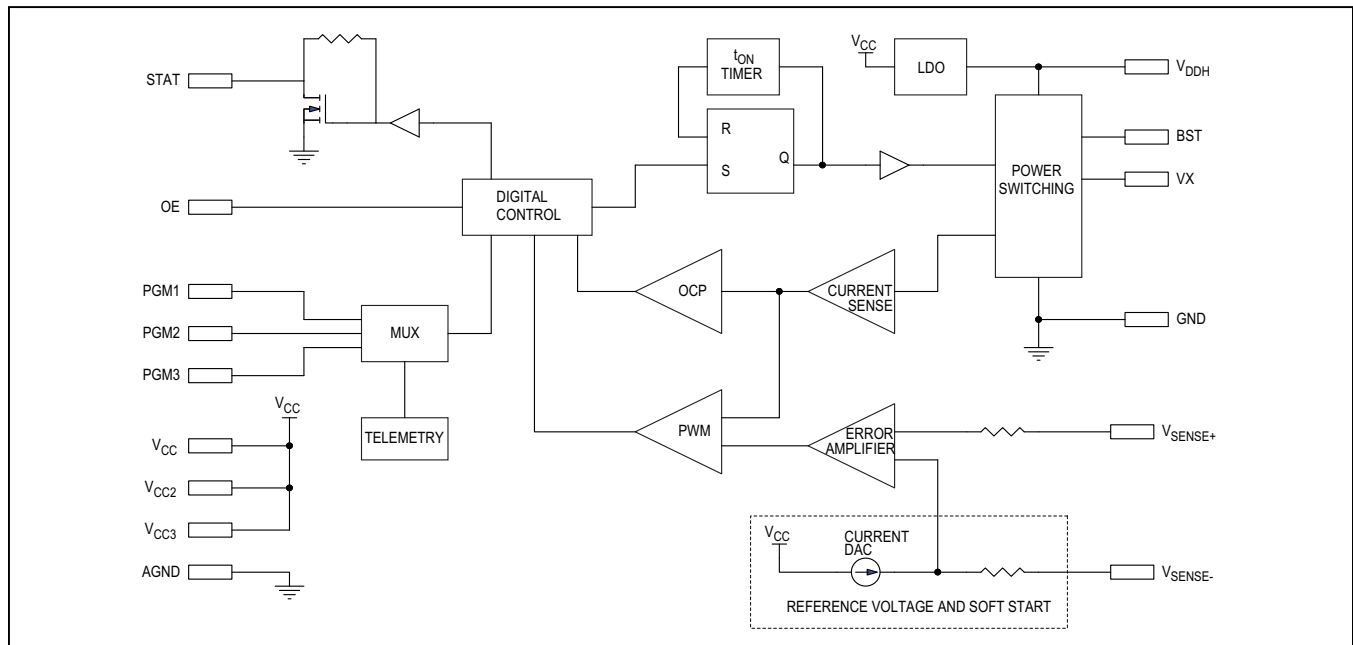 STAT
OE
PGM1
PGM2
PGM3
VCC
VCC
VCC2
VCC3
AGND
DIGITAL
CONTROL
MUX
TELEMETRY
tON
TIMER
R
S
Q
OCP
CURRENT
SENSE
PWM
ERROR
AMPLIFIER
VCC
CURRENT
DAC
REFERENCE VOLTAGE AND SOFT START
VCC
LDO
POWER
SWITCHING
VDDH
BST
VX
GND
VSENSE+
VSENSE-